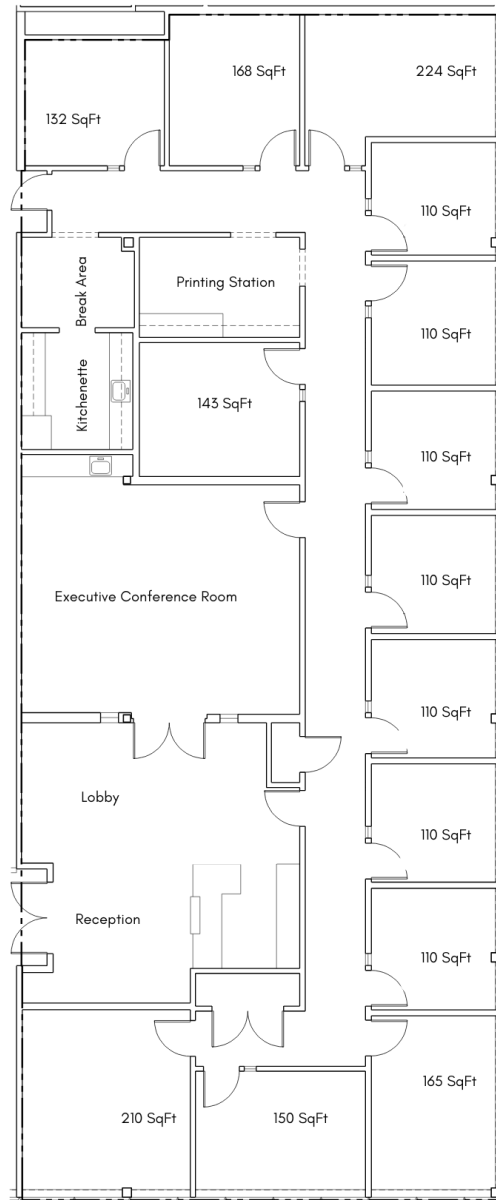 168 SqFt
224 SqFt
132 SqFt
110 SqFt
Break Area
Printing Station
110 SqFt
Kitchenette
143 SqFt
110 SqFt
110 SqFt
Executive Conference Room
110 SqFt
Lobby
110 SqFt
Reception
110 SqFt
165 SqFt
210 SqFt
150 SqFt